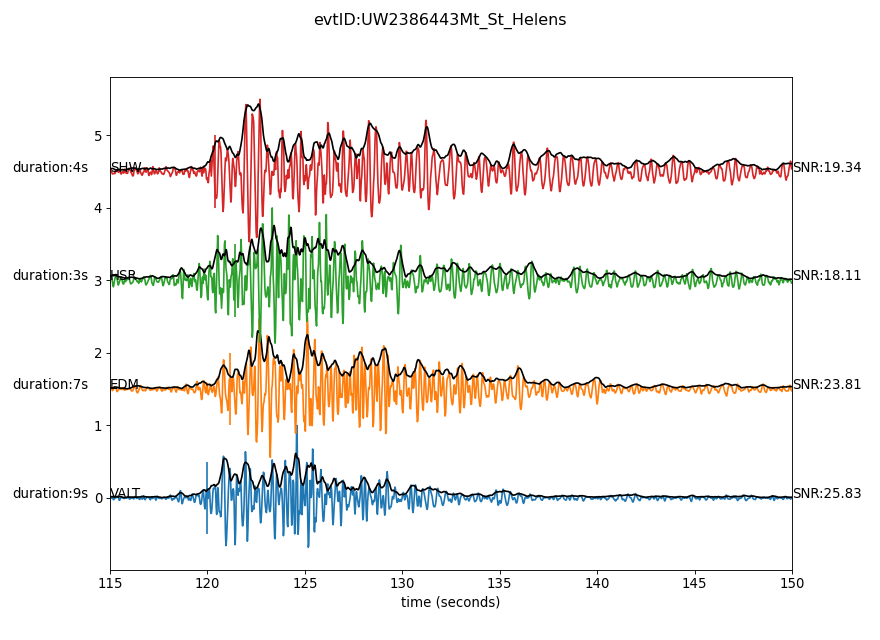 evtID:UW2386443Mt_St_Helens
5
duration:4s SHW SNR:19.34
4
duration:3s HSR SNR:18.11
3
2
duration:7s EDM SNR:23.81
1
duration:9s 0 VALT SNR:25.83
115 120 125 130 135 140 145 150
time (seconds)